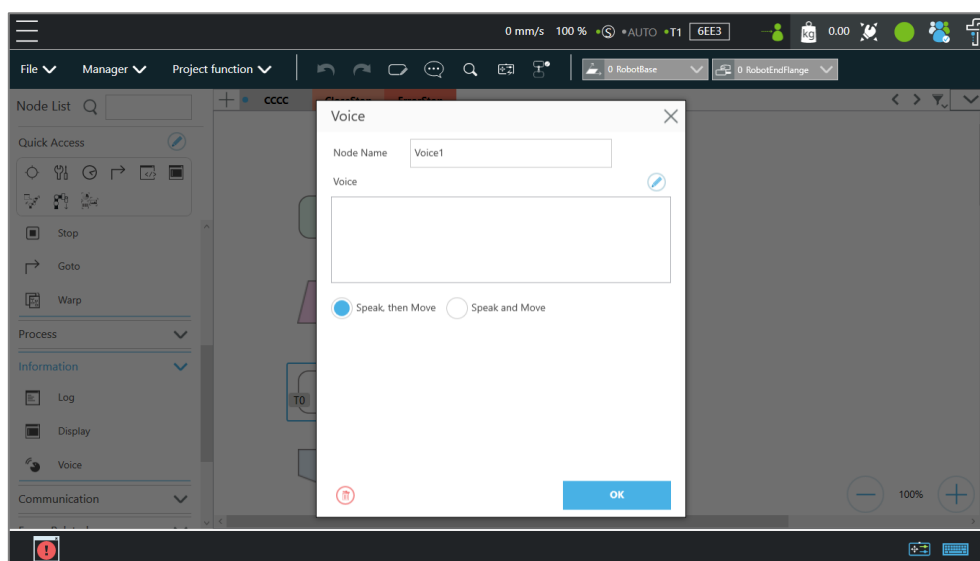 0 mm/s 100 % S AUTO T1 6EE3 kg 0.00
File Manager Project function 0 RobotBase 0 RobotEndFlange
Node List
cccc
Voice
Node Name Voice1
Quick Access
Voice
Stop
Goto
Warp
Speak, then Move Speak and Move
Process
Information
Log
T0
Display
Voice
Communication
OK
100%